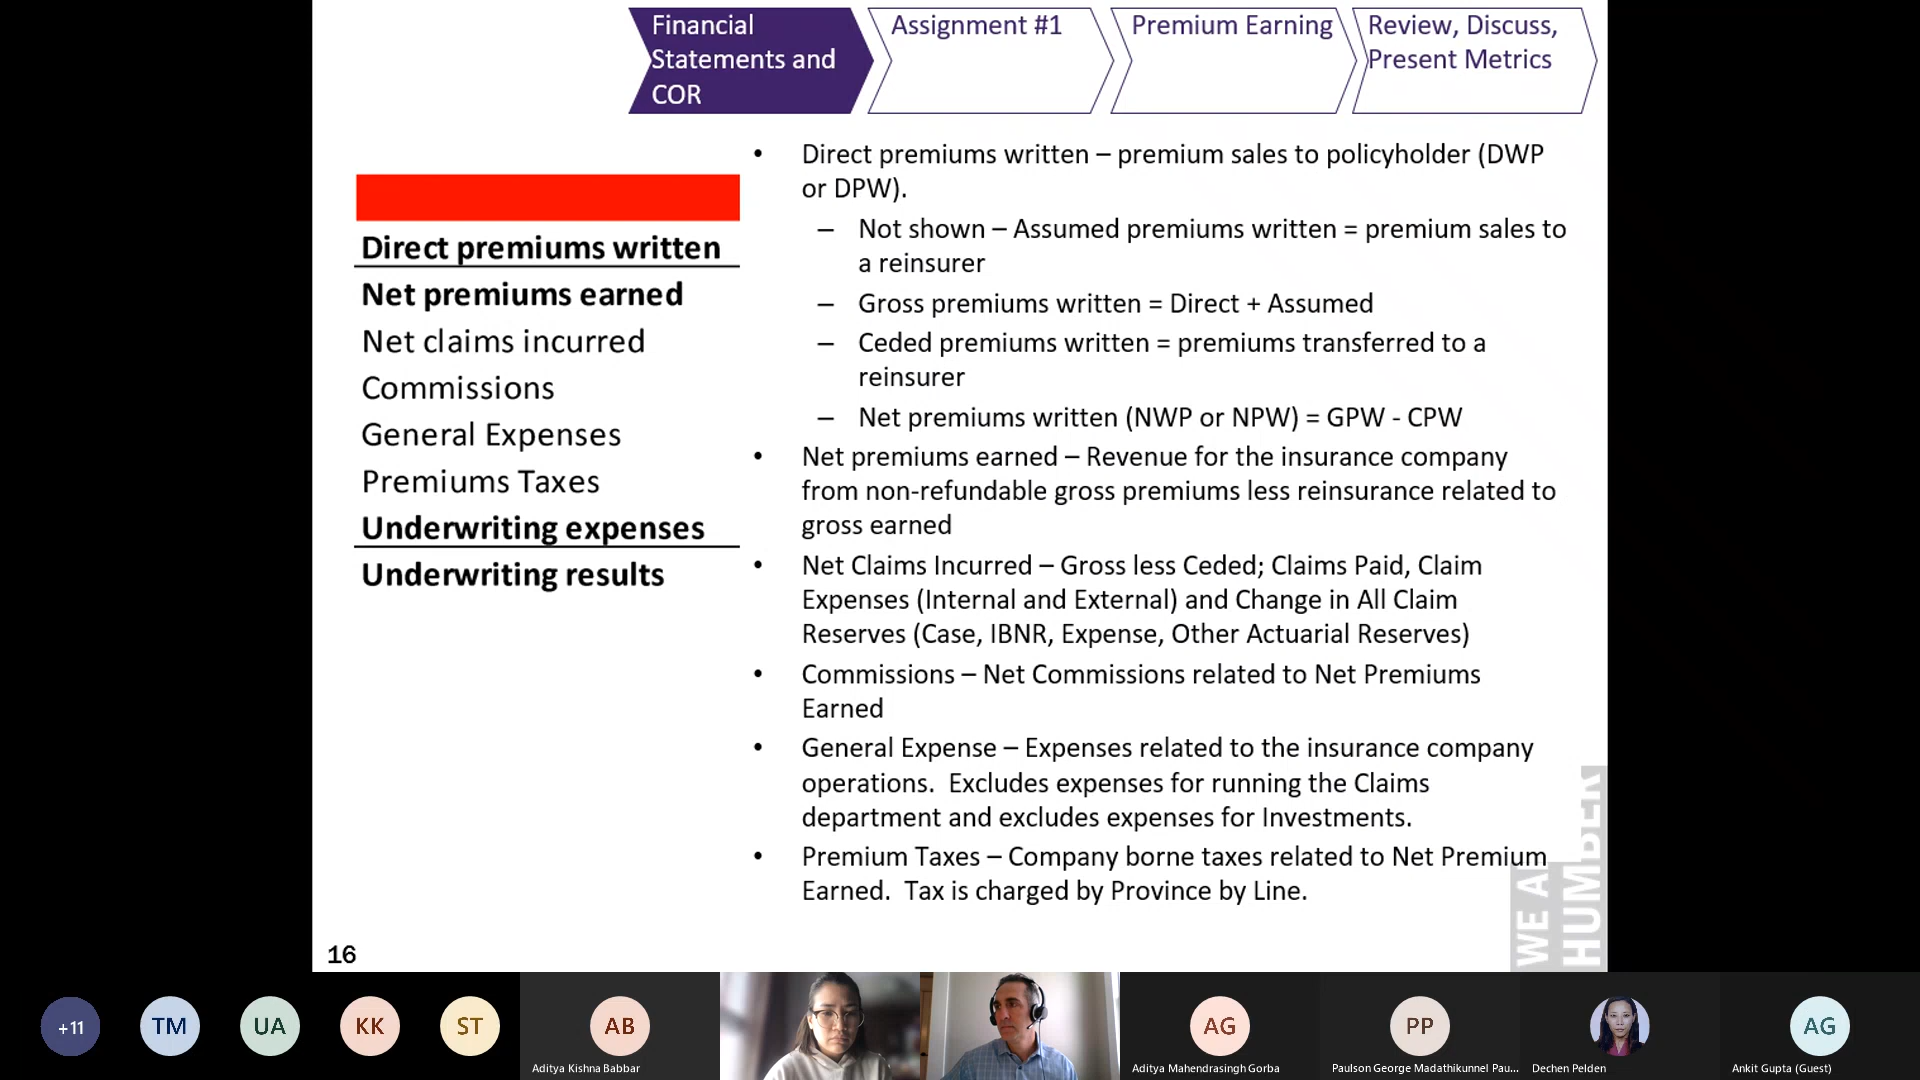 Financial
Statements and
COR
Assignment #1
Premium Earning
Review, Discuss,
Present Metrics
Direct premiums written
Net premiums earned
Net claims incurred
Commissions
General Expenses
Premiums Taxes
Underwriting expenses
Underwriting results
• Direct premiums written – premium sales to policyholder (DWP
or DPW).
– Not shown – Assumed premiums written = premium sales to
a reinsurer
– Gross premiums written = Direct + Assumed
– Ceded premiums written = premiums transferred to a
reinsurer
– Net premiums written (NWP or NPW) = GPW - CPW
• Net premiums earned – Revenue for the insurance company
from non-refundable gross premiums less reinsurance related to
gross earned
• Net Claims Incurred – Gross less Ceded; Claims Paid, Claim
Expenses (Internal and External) and Change in All Claim
Reserves (Case, IBNR, Expense, Other Actuarial Reserves)
• Commissions – Net Commissions related to Net Premiums
Earned
• General Expense – Expenses related to the insurance company
operations.  Excludes expenses for running the Claims
department and excludes expenses for Investments.
• Premium Taxes – Company borne taxes related to Net Premium
Earned.  Tax is charged by Province by Line.
WE A
HUMBER
16
+11
TM
UA
KK
ST
AB
Aditya Kishna Babbar
AG
Aditya Mahendrasingh Gorba
PP
Paulson George Madathikunnel Pau...
Dechen Pelden
AG
Ankit Gupta (Guest)